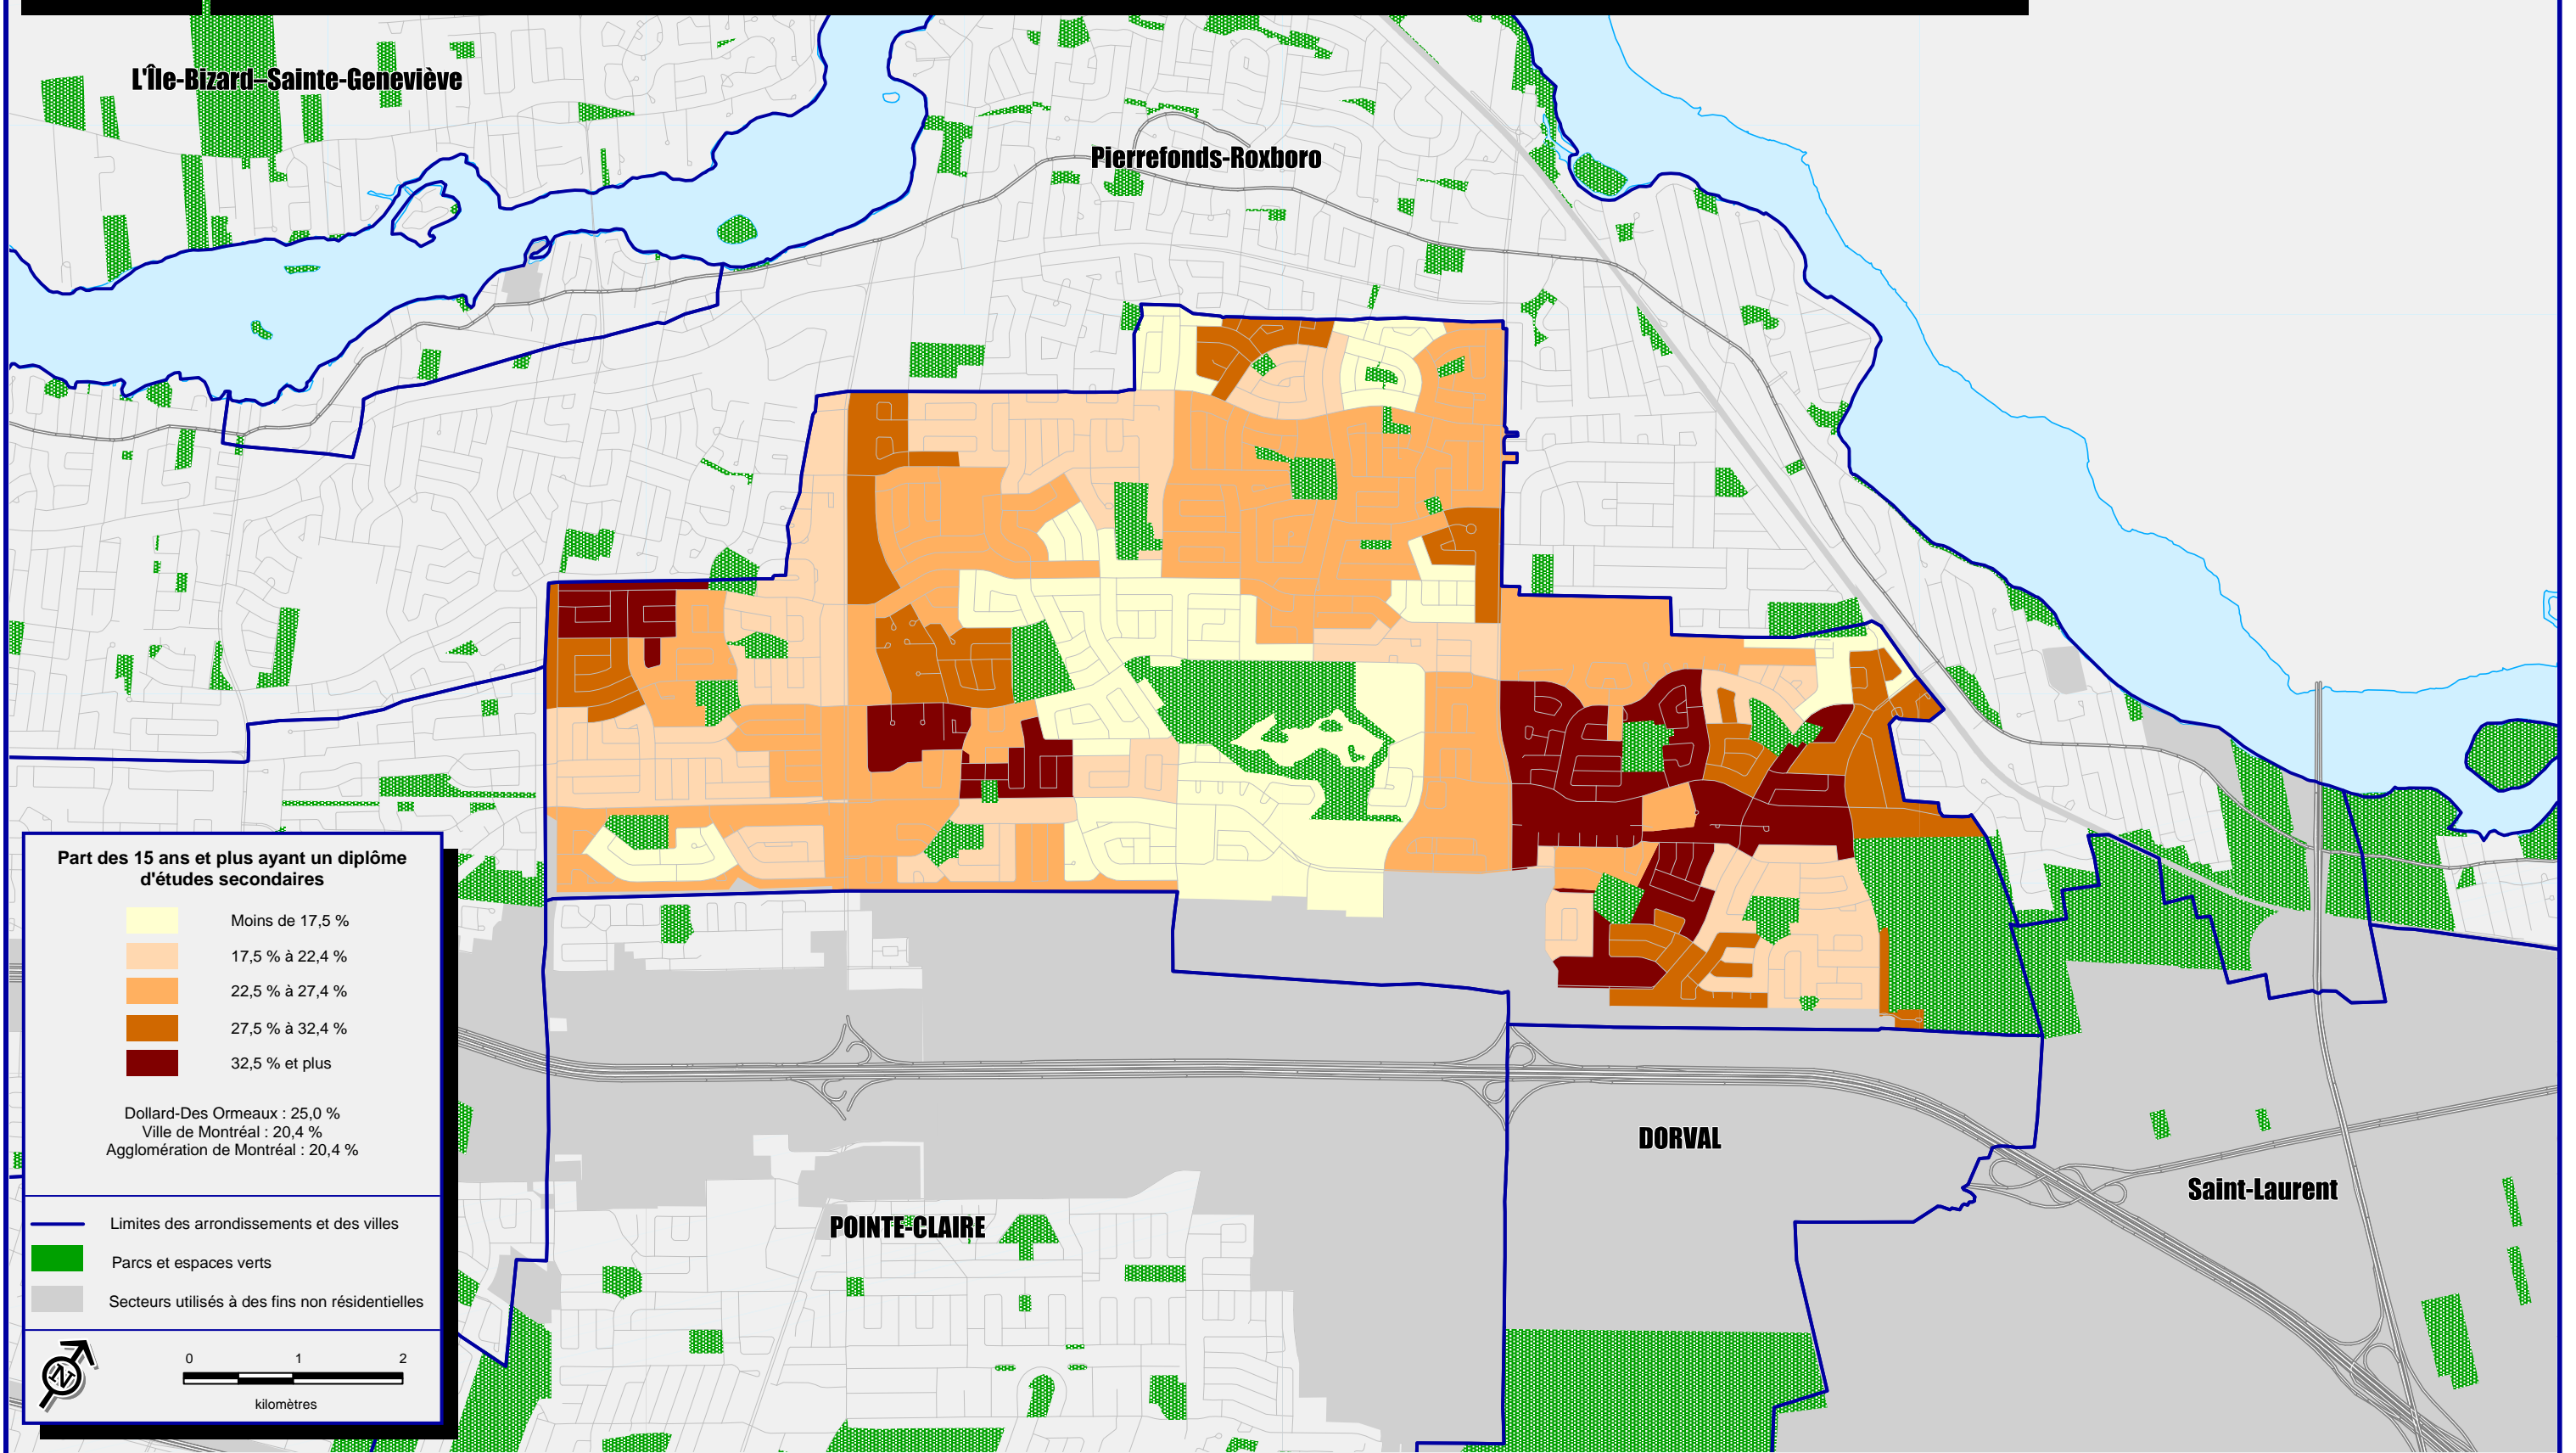 L'Île-Bizard–Sainte-Geneviève
Pierrefonds-Roxboro
Part des 15 ans et plus ayant un diplôme
d'études secondaires
Moins de 17,5 %
17,5 % à 22,4 %
22,5 % à 27,4 %
27,5 % à 32,4 %
32,5 % et plus
Dollard-Des Ormeaux : 25,0 %
Ville de Montréal : 20,4 %
Agglomération de Montréal : 20,4 %
Limites des arrondissements et des villes
Parcs et espaces verts
Secteurs utilisés à des fins non résidentielles
N
0 1 2
kilomètres
DORVAL
Saint-Laurent
POINTE-CLAIRE